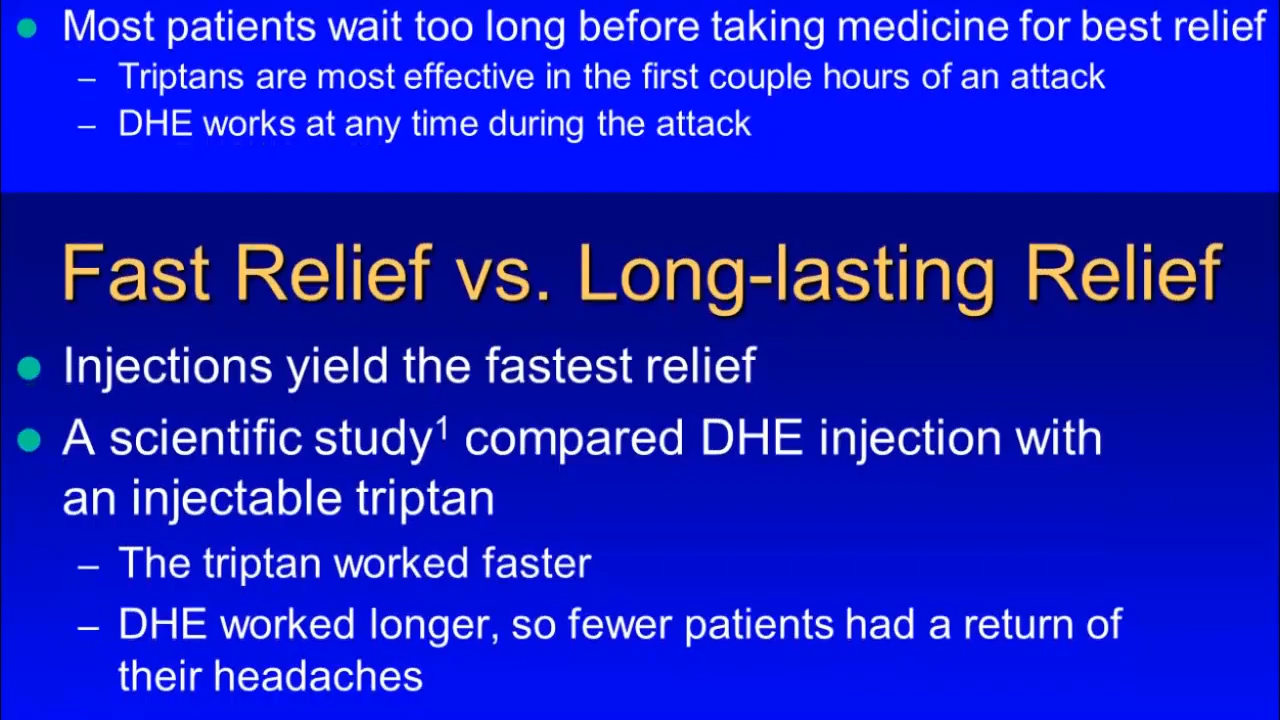 ● Most patients wait too long before taking medicine for best relief
– Triptans are most effective in the first couple hours of an attack
– DHE works at any time during the attack
Fast Relief vs. Long-lasting Relief
● Injections yield the fastest relief
● A scientific study¹ compared DHE injection with
an injectable triptan
– The triptan worked faster
– DHE worked longer, so fewer patients had a return of
their headaches